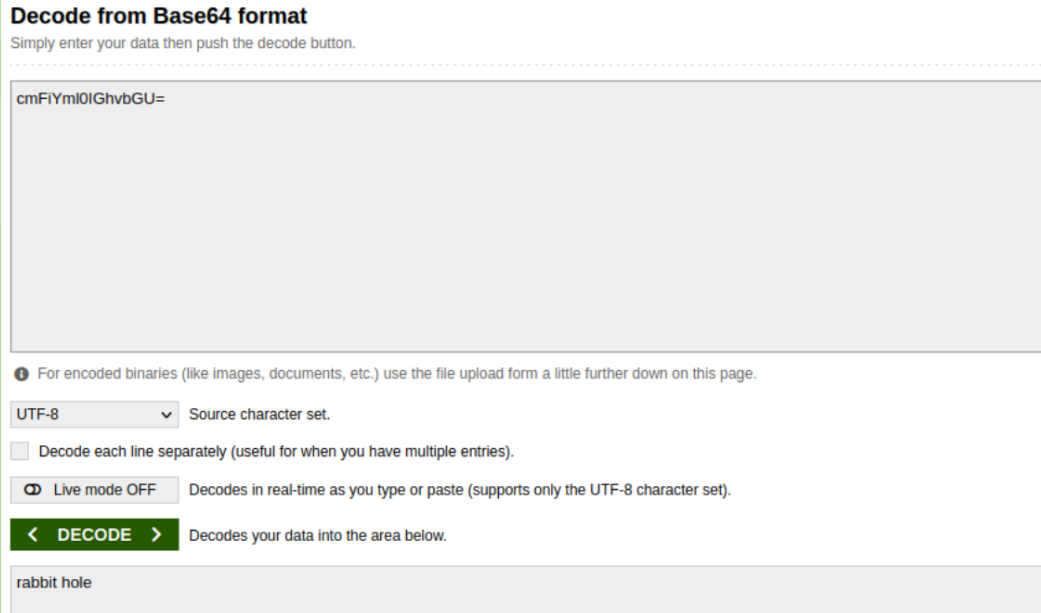 Decode from Base64 format
Simply enter your data then push the decode button.
cmFiYml0IGhvbGU=
For encoded binaries (like images, documents, etc.) use the file upload form a little further down on this page.
UTF-8 Source character set.
Decode each line separately (useful for when you have multiple entries).
Live mode OFF Decodes in real-time as you type or paste (supports only the UTF-8 character set).
< DECODE > Decodes your data into the area below.
rabbit hole